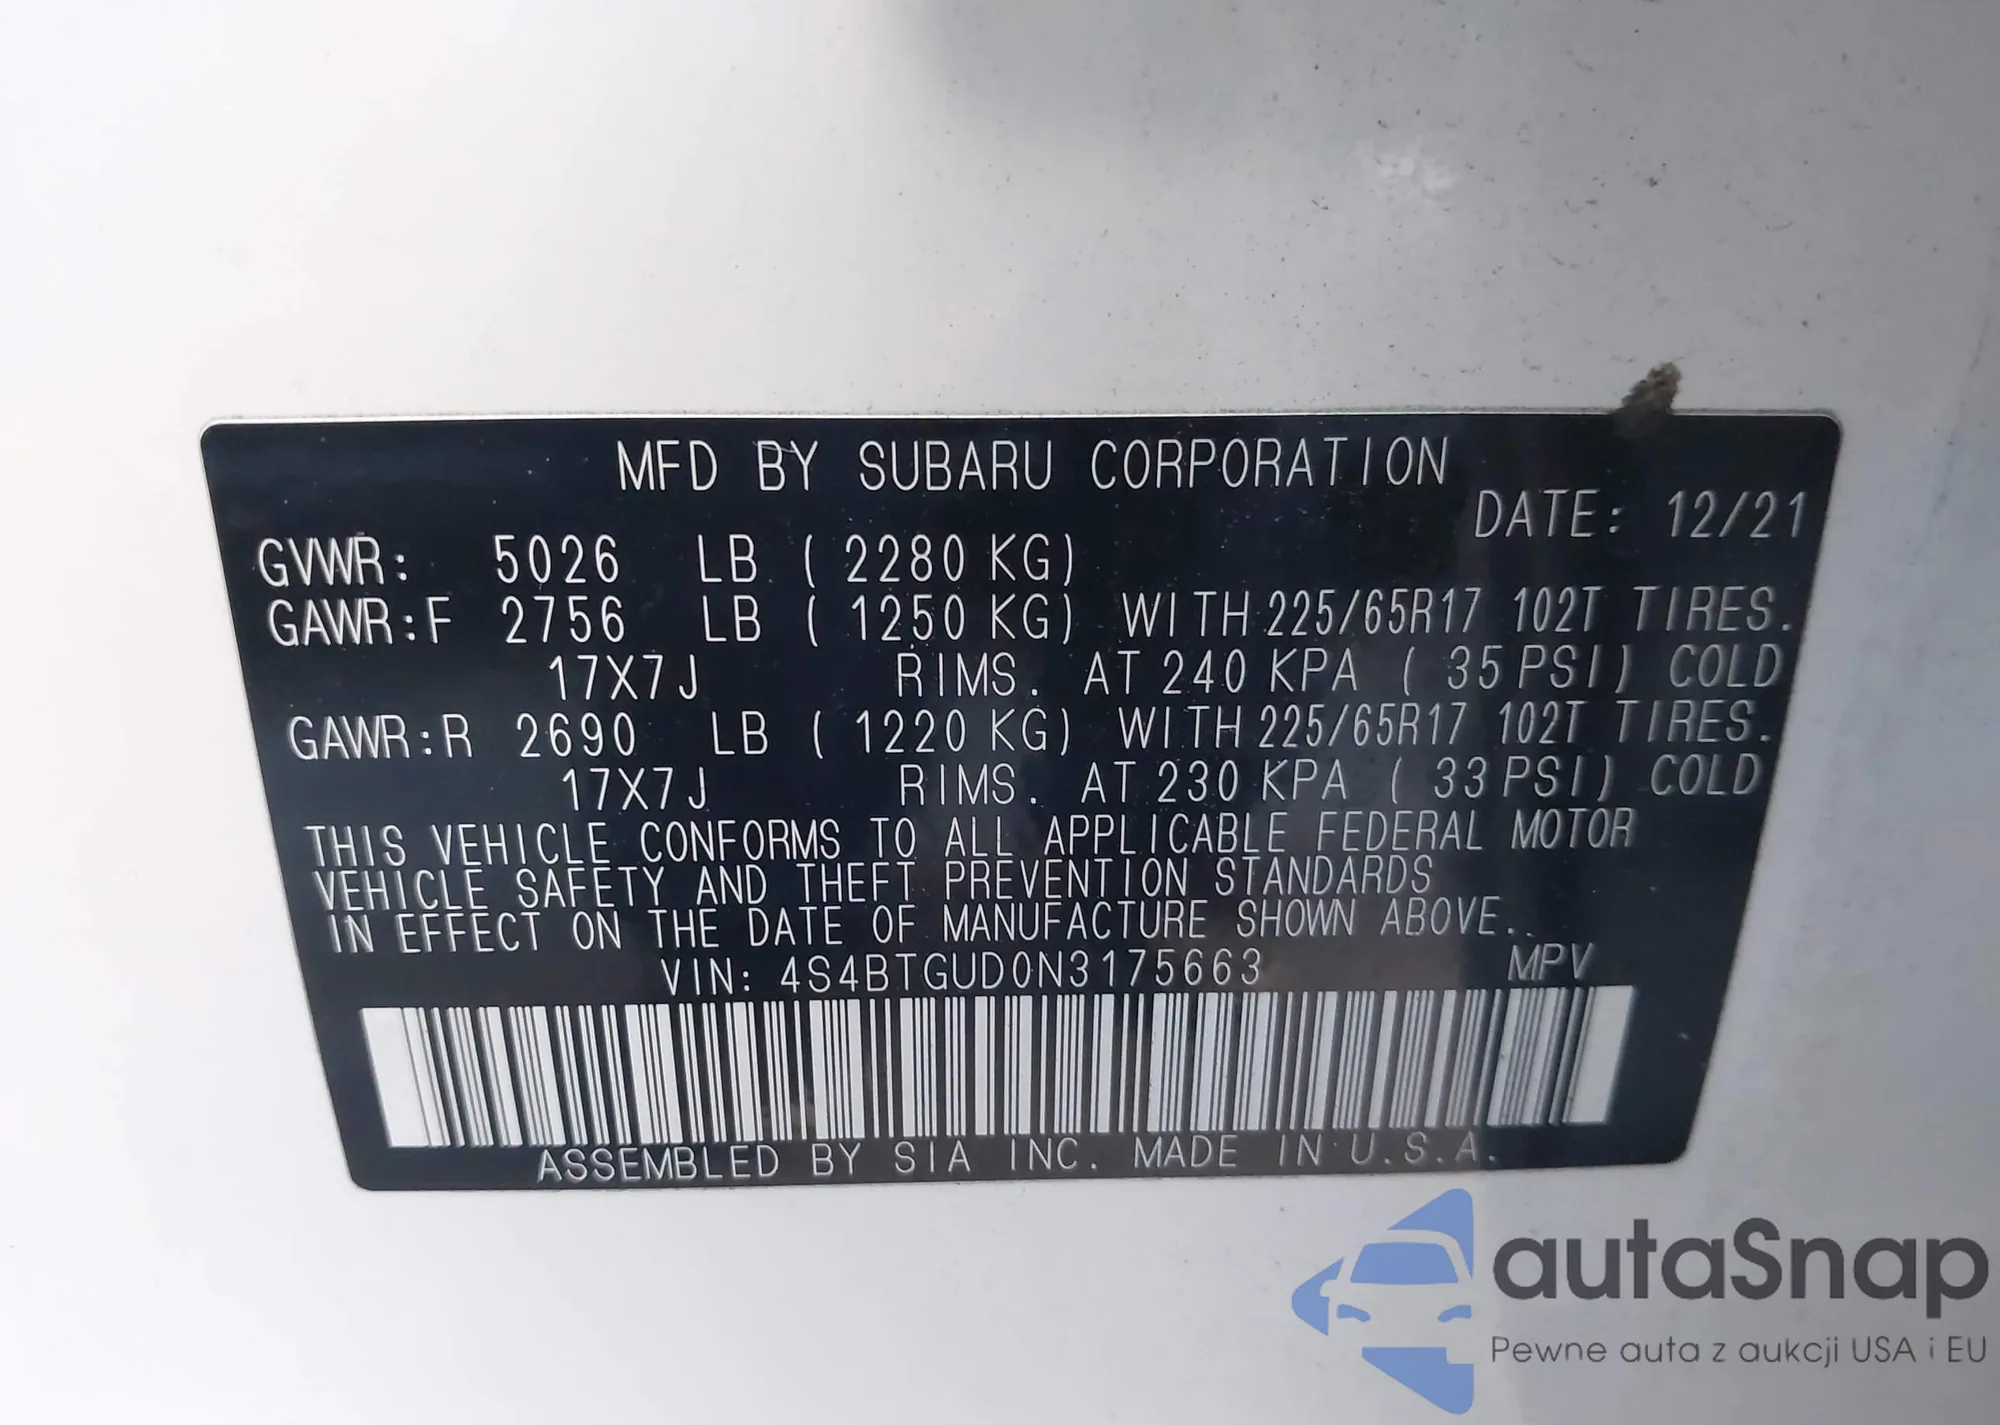 MFD BY SUBARU CORPORATION
DATE: 12/21
GVWR: 5026 LB ( 2280 KG)
GAWR:F 2756 LB ( 1250 KG) WITH 225/65R17 102T TIRES.
17X7J RIMS. AT 240 KPA ( 35 PSI) COLD
GAWR:R 2690 LB ( 1220 KG) WITH 225/65R17 102T TIRES.
17X7J RIMS. AT 230 KPA ( 33 PSI) COLD
THIS VEHICLE CONFORMS TO ALL APPLICABLE FEDERAL MOTOR
VEHICLE SAFETY AND THEFT PREVENTION STANDARDS
IN EFFECT ON THE DATE OF MANUFACTURE SHOWN ABOVE.
VIN: 4S4BTGUD0N3175663 MPV
ASSEMBLED BY SIA INC. MADE IN U.S.A.
autaSnap
Pewne auta z aukcji USA i EU